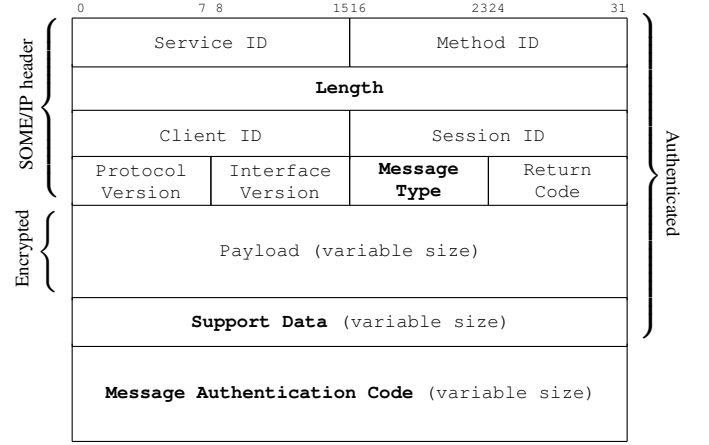 0 7 8 1516 2324 31
Service ID Method ID
Length
Client ID Session ID
Protocol Interface Message Return
Version Version Type Code
Payload (variable size)
Support Data (variable size)
Message Authentication Code (variable size)
SOME/IP header
Encrypted
Authenticated